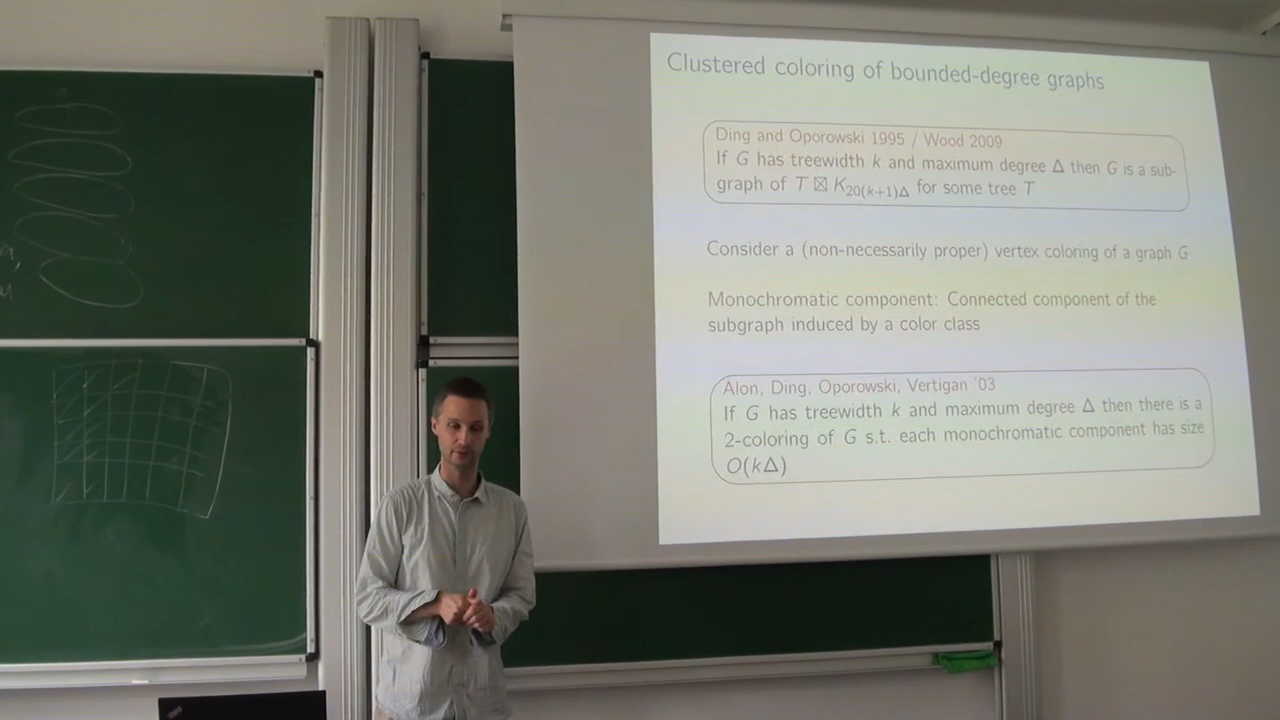 Clustered coloring of bounded-degree graphs
Ding and Oporowski 1995 / Wood 2009
If G has treewidth k and maximum degree Δ then G is a sub-
graph of T ⊠ K₂₀₍ₖ₊₁₎Δ for some tree T
Consider a (non-necessarily proper) vertex coloring of a graph G
Monochromatic component: Connected component of the
subgraph induced by a color class
Alon, Ding, Oporowski, Vertigan '03
If G has treewidth k and maximum degree Δ then there is a
2-coloring of G s.t. each monochromatic component has size
O(kΔ)